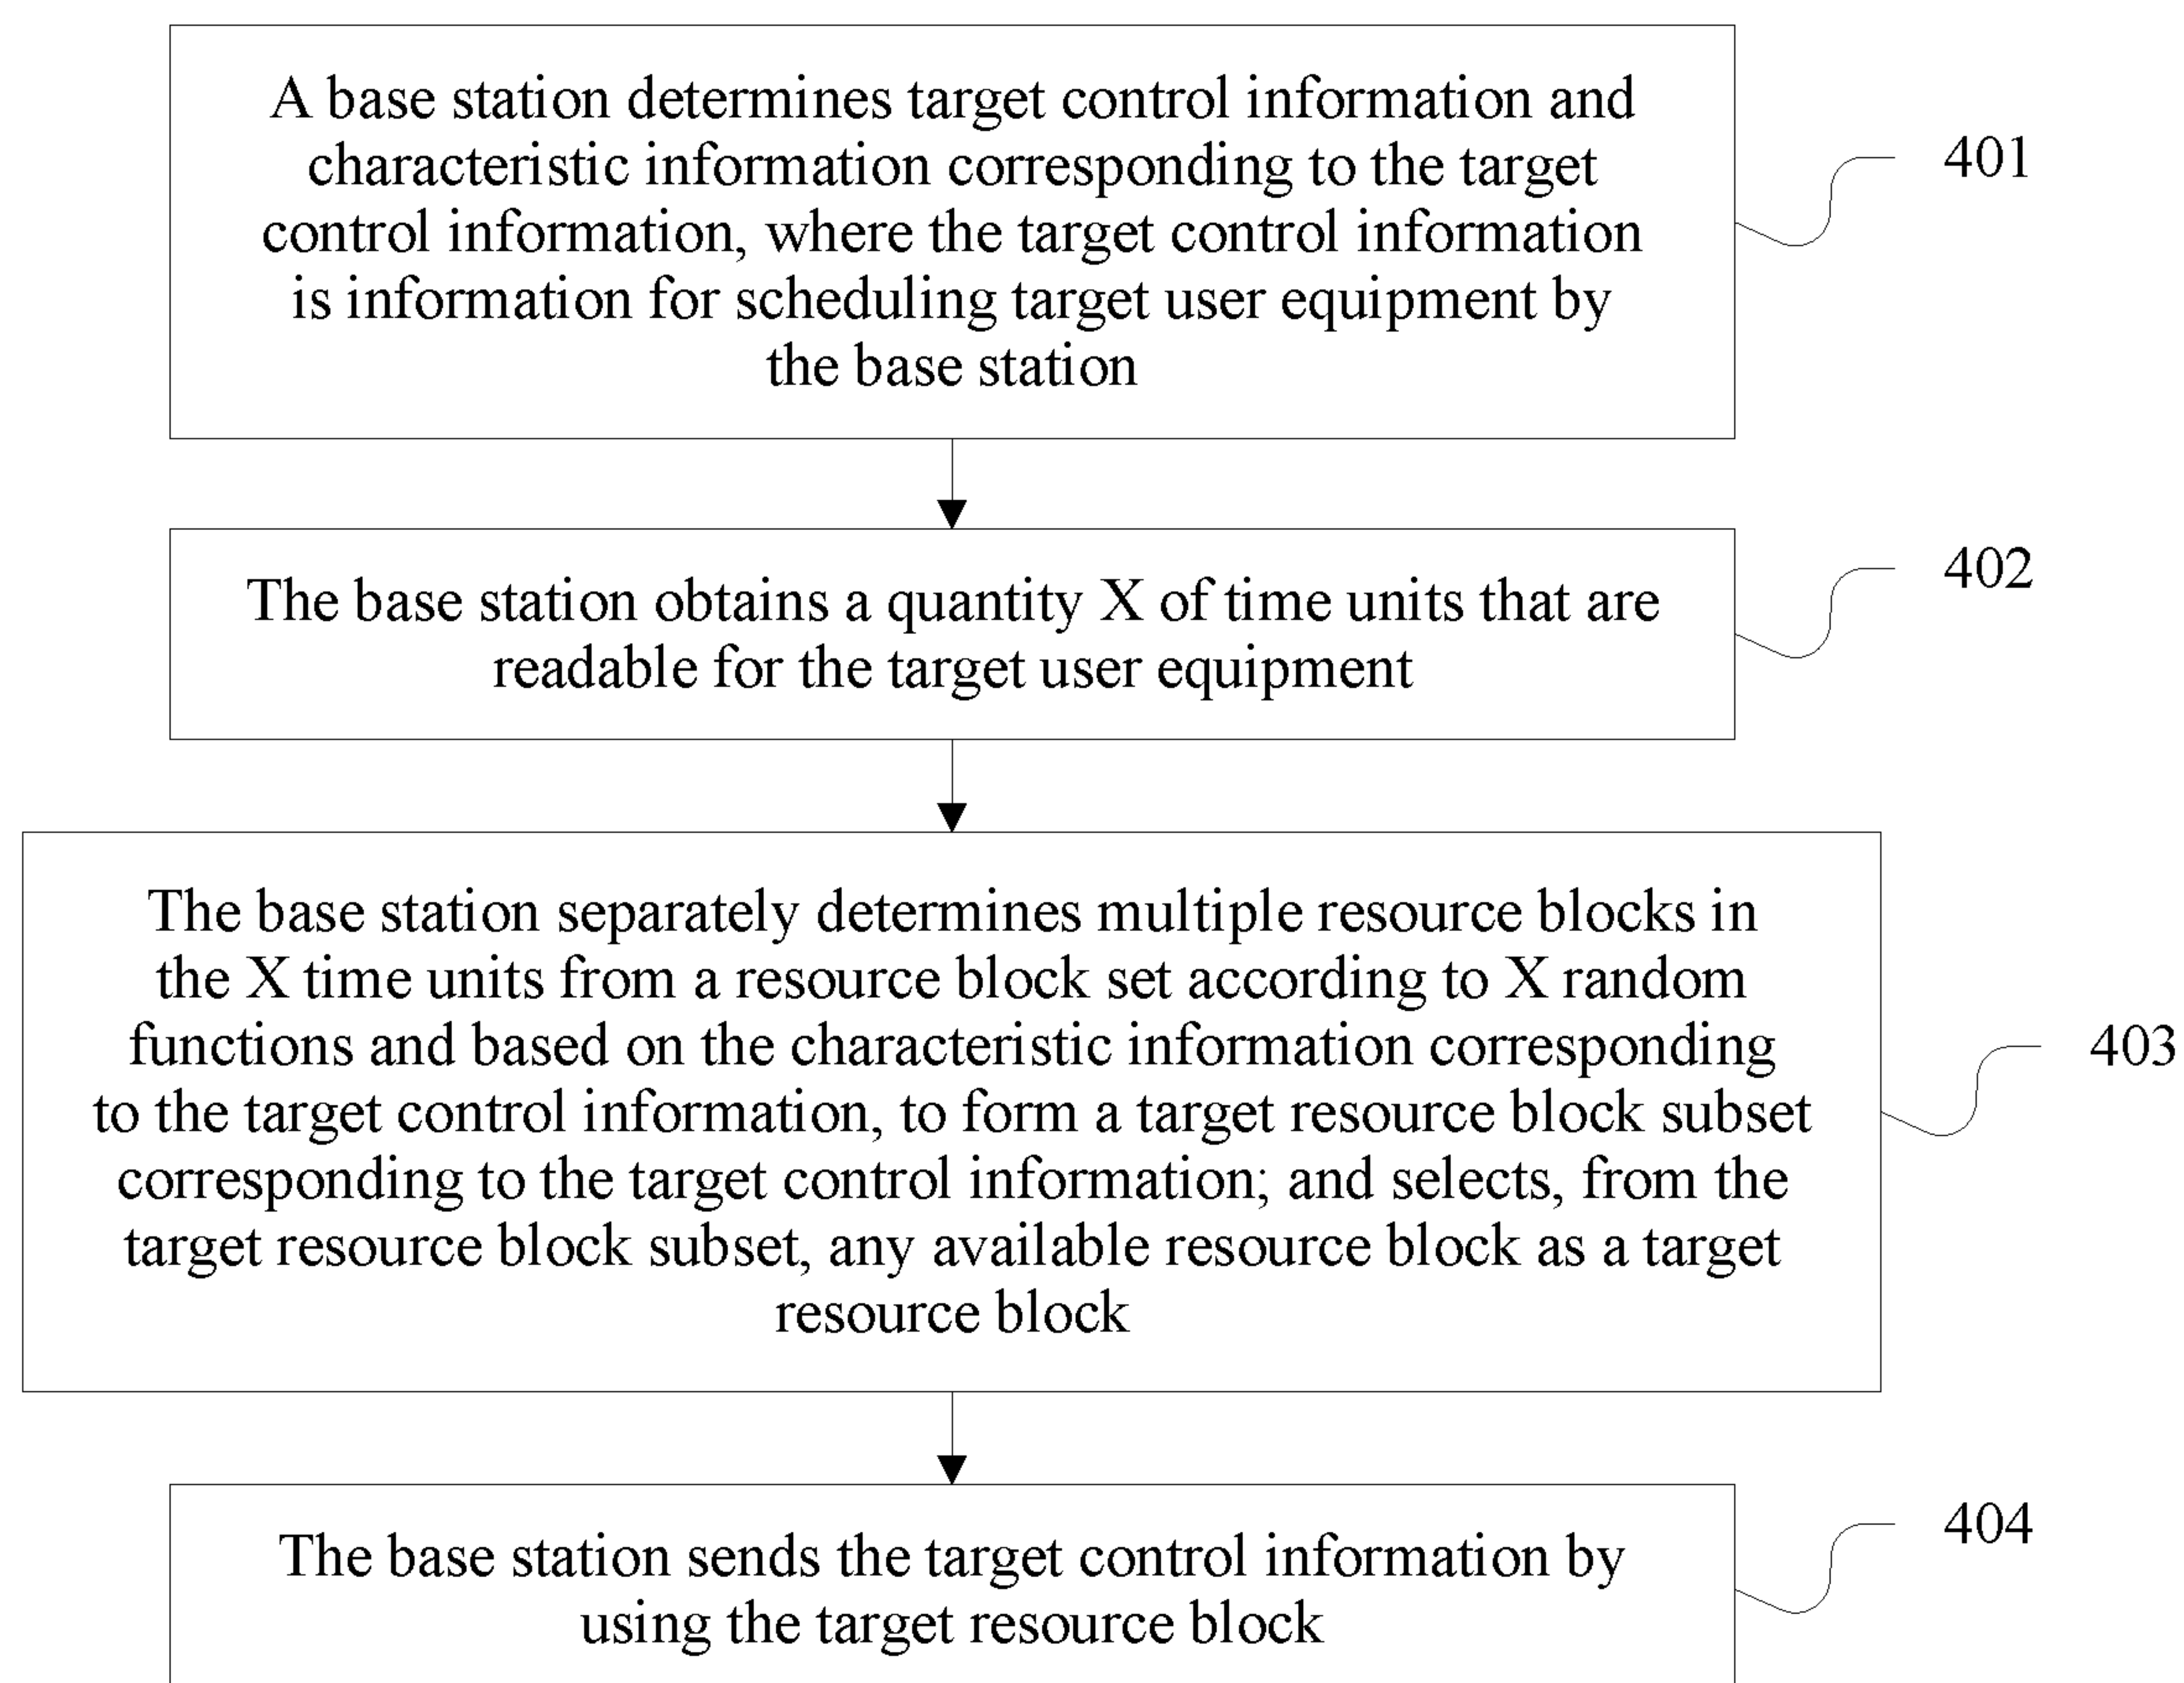 A base station determines target control information and
characteristic information corresponding to the target
control information, where the target control information
is information for scheduling target user equipment by
the base station
401
The base station obtains a quantity X of time units that are
readable for the target user equipment
402
The base station separately determines multiple resource blocks in
the X time units from a resource block set according to X random
functions and based on the characteristic information corresponding
to the target control information, to form a target resource block subset
corresponding to the target control information; and selects, from the
target resource block subset, any available resource block as a target
resource block
403
The base station sends the target control information by
using the target resource block
404